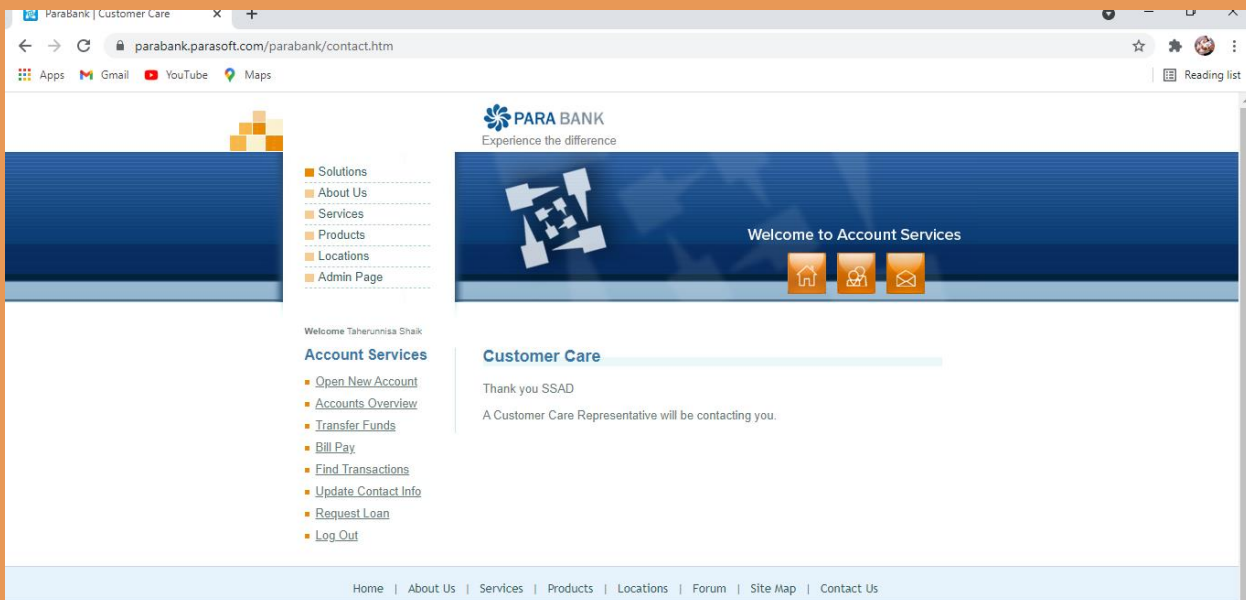 ParaBank | Customer Care
parabank.parasoft.com/parabank/contact.htm
Apps Gmail YouTube Maps Reading list
PARA BANK
Experience the difference
Solutions
About Us
Services
Products
Locations
Admin Page
Welcome to Account Services
Welcome Taherunnisa Shaik
Account Services
Open New Account
Accounts Overview
Transfer Funds
Bill Pay
Find Transactions
Update Contact Info
Request Loan
Log Out
Customer Care
Thank you SSAD
A Customer Care Representative will be contacting you.
Home | About Us | Services | Products | Locations | Forum | Site Map | Contact Us